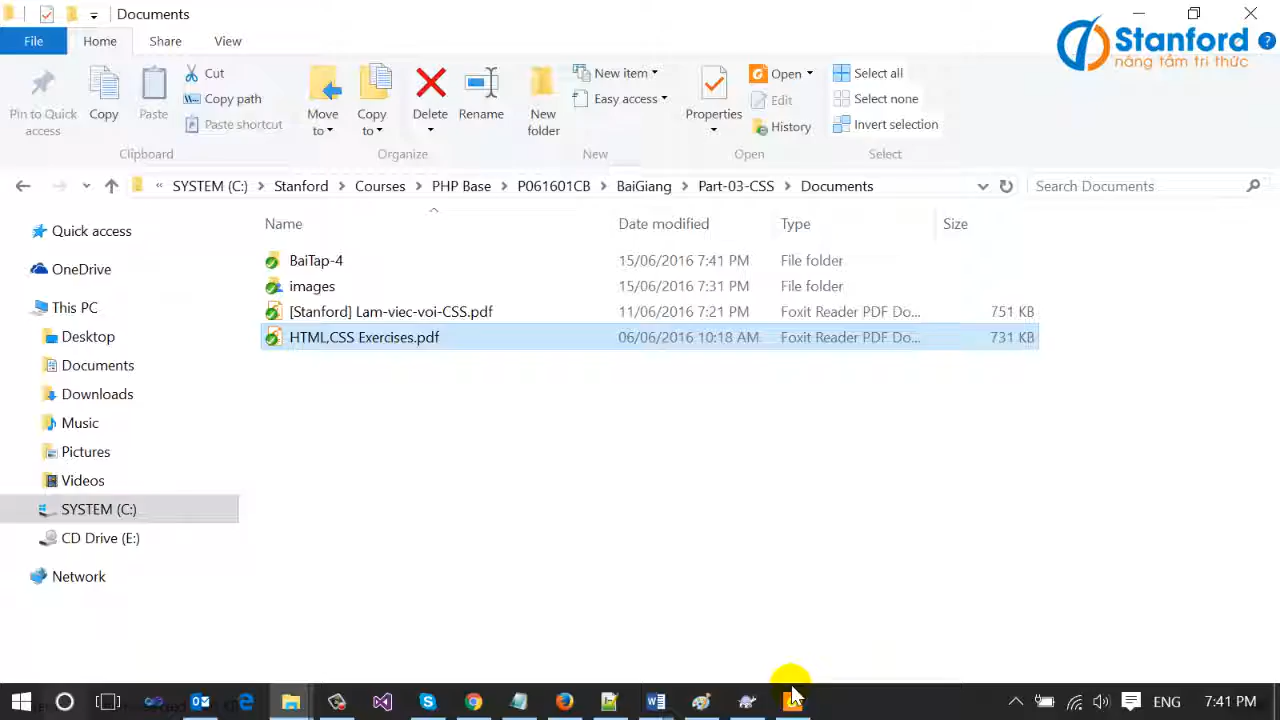 Documents
Stanford
nâng tầm tri thức
File
Home
Share
View
Pin to Quick access
Copy
Paste
Cut
Copy path
Paste shortcut
Clipboard
Move to
Copy to
Delete
Rename
Organize
New folder
New item
Easy access
New
Properties
Open
Edit
History
Open
Select all
Select none
Invert selection
Select
« SYSTEM (C:) > Stanford > Courses > PHP Base > P061601CB > BaiGiang > Part-03-CSS > Documents
Search Documents
Name Date modified Type Size
BaiTap-4 15/06/2016 7:41 PM File folder
images 15/06/2016 7:31 PM File folder
[Stanford] Lam-viec-voi-CSS.pdf 11/06/2016 7:21 PM Foxit Reader PDF Do... 751 KB
HTML,CSS Exercises.pdf 06/06/2016 10:18 AM Foxit Reader PDF Do... 731 KB
Quick access
OneDrive
This PC
Desktop
Documents
Downloads
Music
Pictures
Videos
SYSTEM (C:)
CD Drive (E:)
Network
ENG
7:41 PM